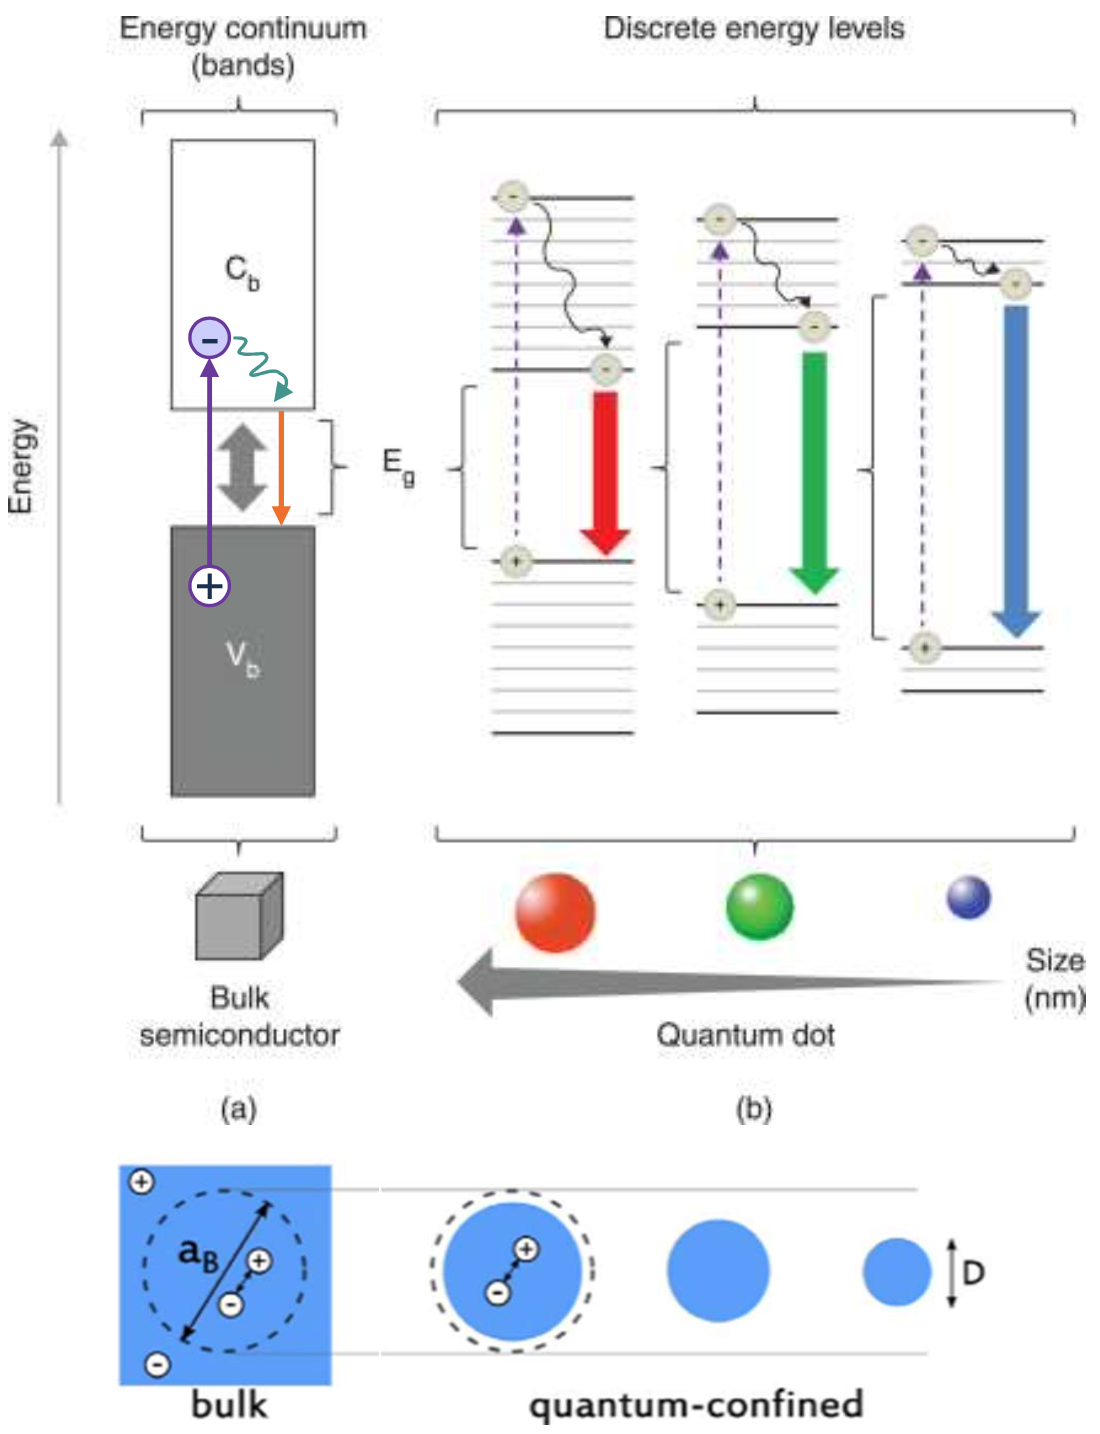 Energy continuum
(bands)
Discrete energy levels
Energy
C_b
-
+
V_b
E_g
-
-
+
-
-
+
-
-
+
Size
(nm)
Bulk
semiconductor
Quantum dot
(a)
(b)
+
a_B
+
-
-
+
-
D
bulk
quantum-confined